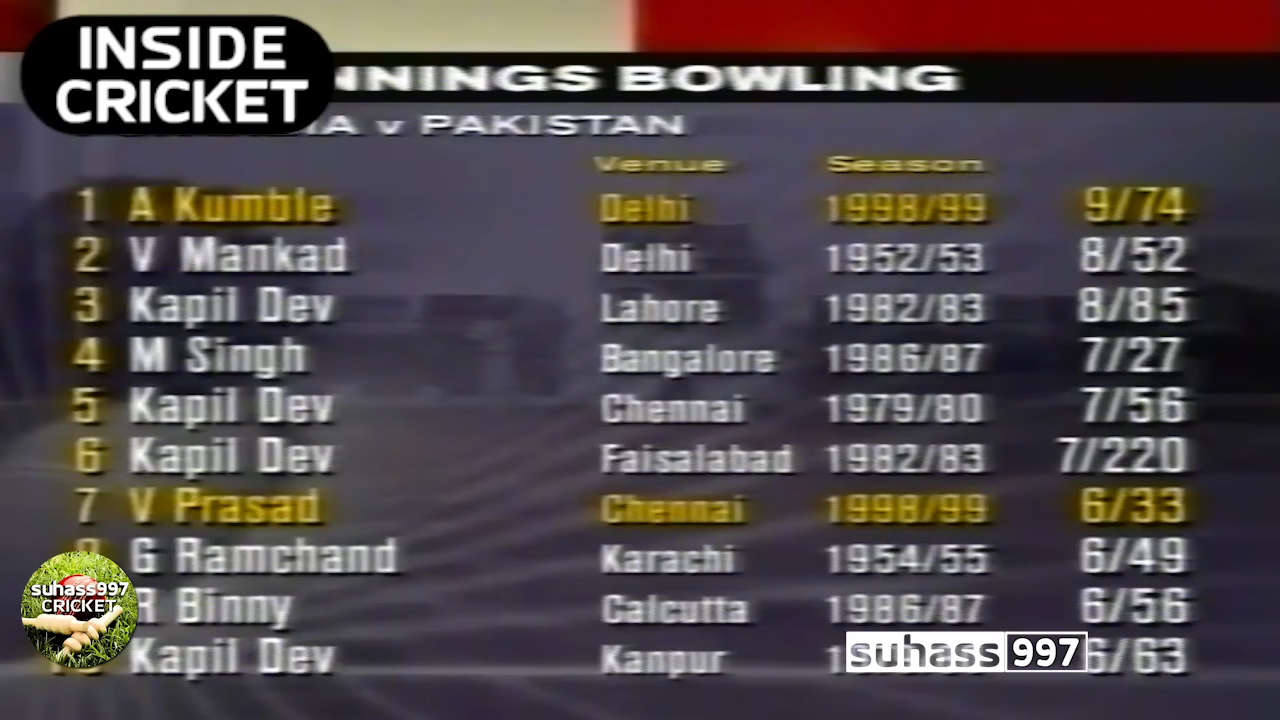 INSIDE
CRICKET
NNINGS BOWLING
IA v PAKISTAN
Venue Season
1 A Kumble Delhi 1998/99 9/74
2 V Mankad Delhi 1952/53 8/52
3 Kapil Dev Lahore 1982/83 8/85
4 M Singh Bangalore 1986/87 7/27
5 Kapil Dev Chennai 1979/80 7/56
6 Kapil Dev Faisalabad 1982/83 7/220
7 V Prasad Chennai 1998/99 6/33
G Ramchand Karachi 1954/55 6/49
R Binny Calcutta 1986/87 6/56
Kapil Dev Kanpur 6/63
suhass997
CRICKET
suhass 997